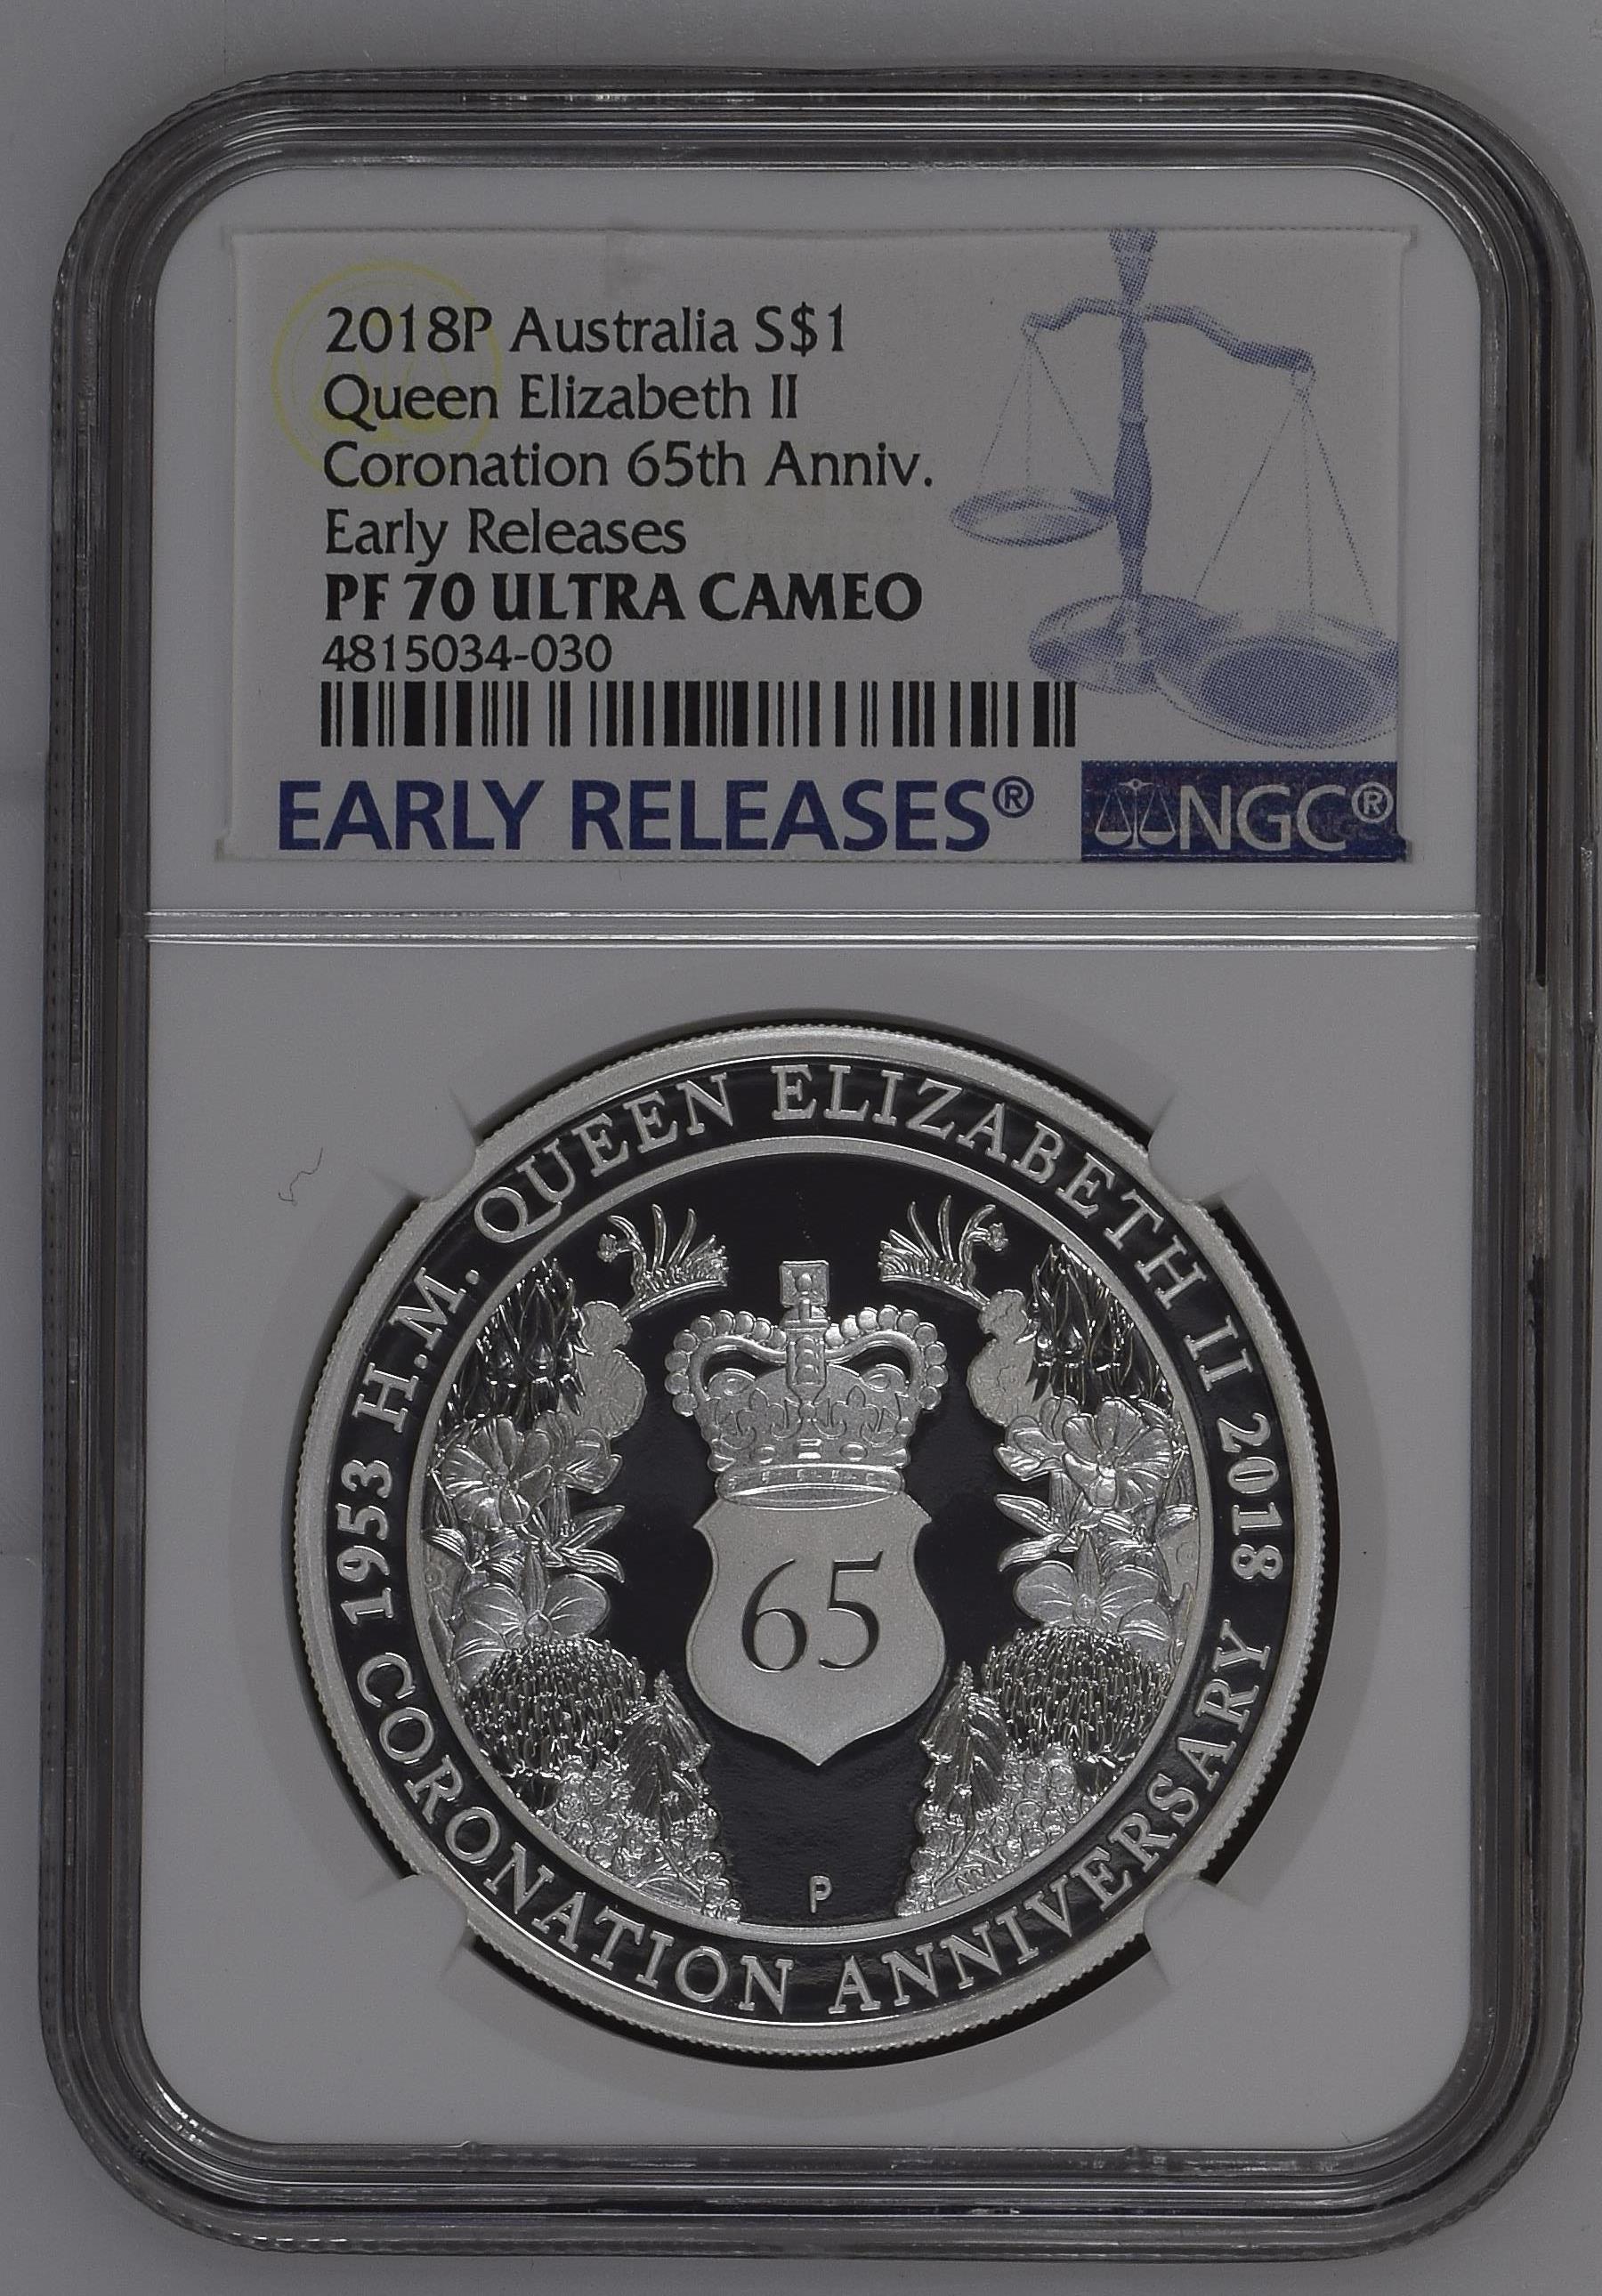 2018P Australia S$1
Queen Elizabeth II
Coronation 65th Anniv.
Early Releases
PF 70 ULTRA CAMEO
4815034-030
EARLY RELEASES®
NGC®
1953 H.M. QUEEN ELIZABETH II 2018
65
P
CORONATION ANNIVERSARY